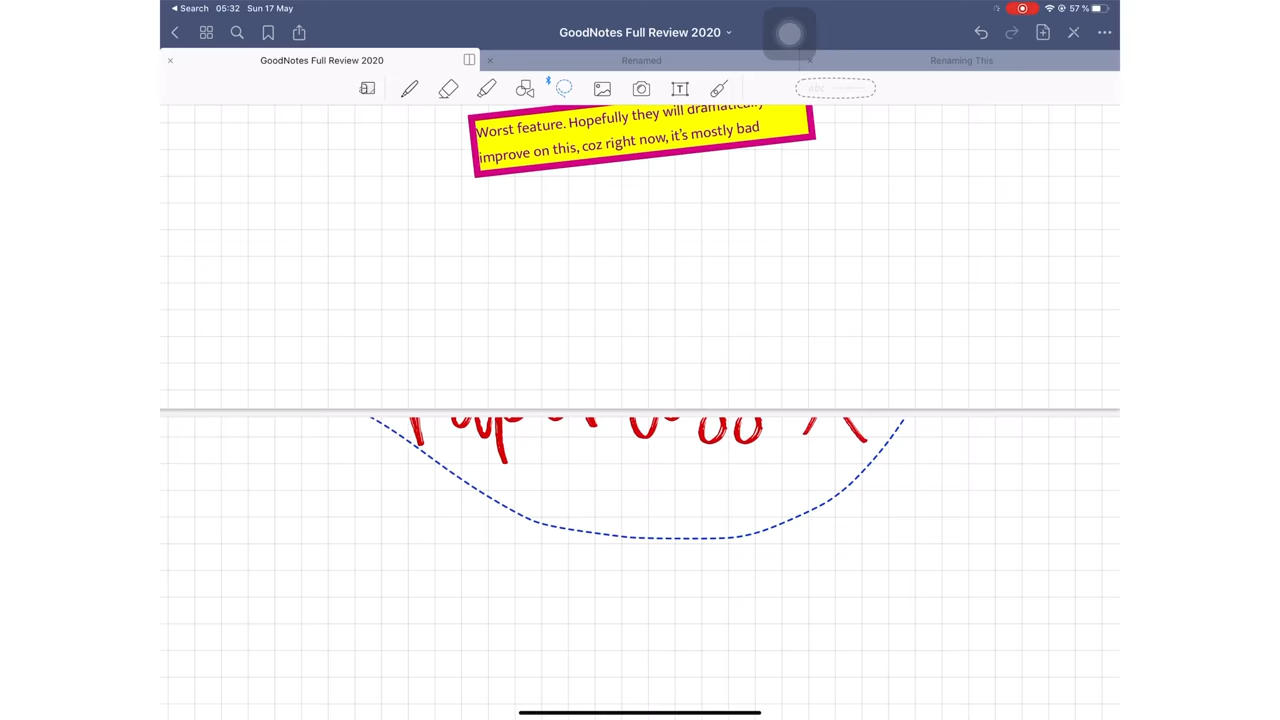 Search 05:32 Sun 17 May 57 %
GoodNotes Full Review 2020
GoodNotes Full Review 2020 Renamed Renaming This
Worst feature. Hopefully they will dramatically
improve on this, coz right now, it's mostly bad